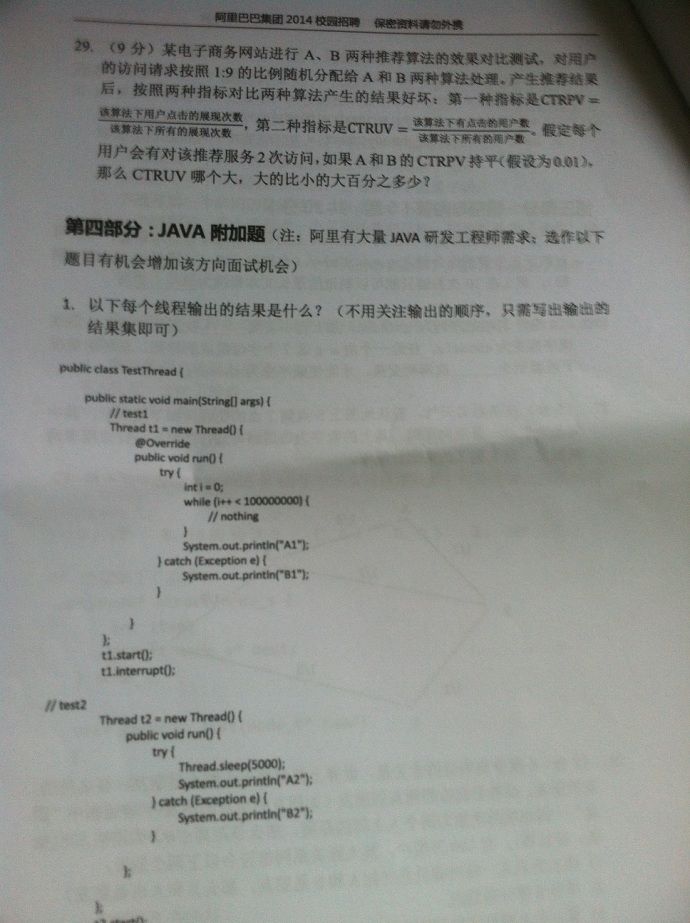 阿里巴巴集团 2014 校园招聘 保密资料请勿外携
29. （9 分）某电子商务网站进行 A、B 两种推荐算法的效果对比测试，对用户
的访问请求按照 1:9 的比例随机分配给 A 和 B 两种算法处理。产生推荐结果
后，按照两种指标对比两种算法产生的结果好坏：第一种指标是CTRPV =
该算法下用户点击的展现次数/该算法下所有的展现次数，第二种指标是CTRUV = 该算法下有点击的用户数/该算法下所有的用户数。假定每个
用户会有对该推荐服务 2 次访问，如果 A 和 B 的 CTRPV 持平（假设为 0.01），
那么 CTRUV 哪个大，大的比小的大百分之多少？
第四部分：JAVA 附加题（注：阿里有大量 JAVA 研发工程师需求；选作以下
题目有机会增加该方向面试机会）
1. 以下每个线程输出的结果是什么？（不用关注输出的顺序，只需写出输出的
结果集即可）
public class TestThread {
public static void main(String[] args) {
// test1
Thread t1 = new Thread() {
@Override
public void run() {
try {
int i = 0;
while (i++ < 100000000) {
// nothing
}
System.out.println("A1");
} catch (Exception e) {
System.out.println("B1");
}
}
};
t1.start();
t1.interrupt();
// test2
Thread t2 = new Thread() {
public void run() {
try {
Thread.sleep(5000);
System.out.println("A2");
} catch (Exception e) {
System.out.println("B2");
}
};
};
t2.start();